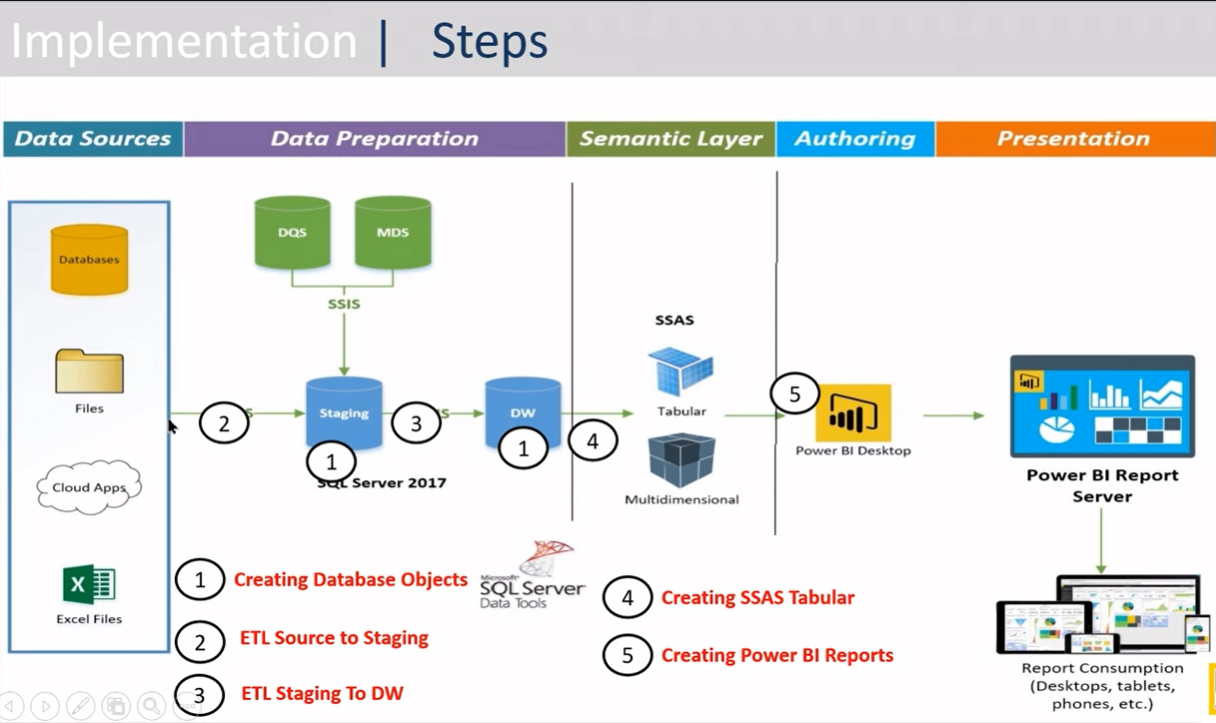 Implementation | Steps
Data Sources
Data Preparation
Semantic Layer
Authoring
Presentation
Databases
Files
Cloud Apps
Excel Files
DQS
MDS
SSIS
2
S
Staging
1
3
S
DW
1
SQL Server 2017
4
SSAS
Tabular
Multidimensional
5
Power BI Desktop
Power BI Report
Server
Report Consumption
(Desktops, tablets,
phones, etc.)
1 Creating Database Objects
2 ETL Source to Staging
3 ETL Staging To DW
Microsoft®
SQL Server
Data Tools
4 Creating SSAS Tabular
5 Creating Power BI Reports